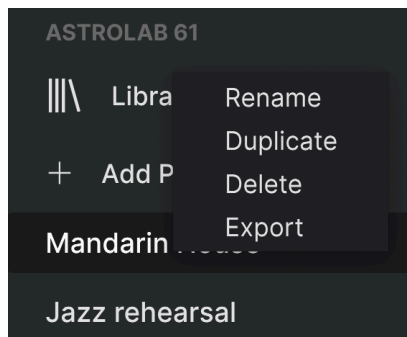 ASTROLAB 61
Libra
Rename
Duplicate
Add P
Delete
Export
Mandarin
Jazz rehearsal